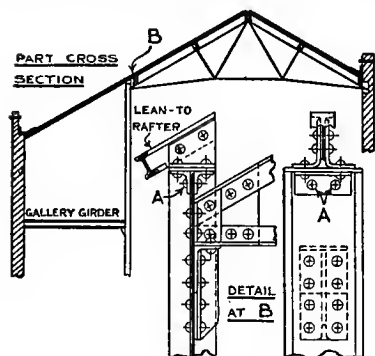 B
PART CROSS
SECTION
LEAN-TO
RAFTER
A
A
GALLERY GIRDER
DETAIL
AT B